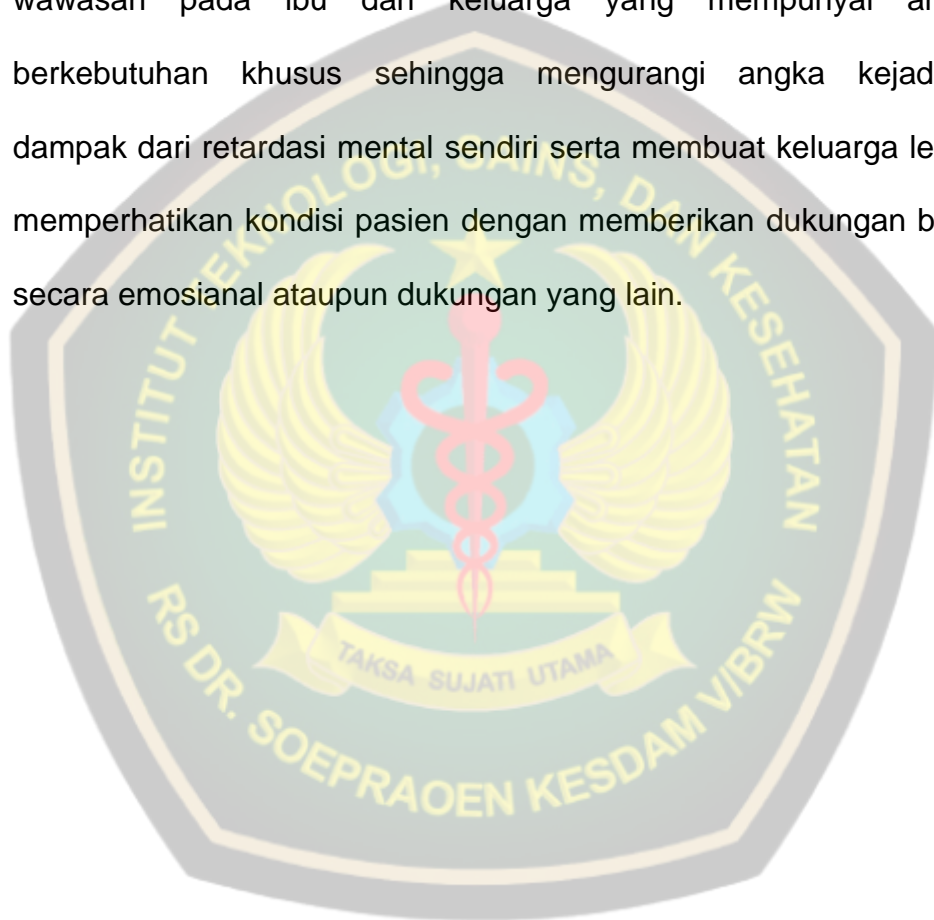 wawasan pada ibu dan keluarga yang mempunyai
berkebutuhan khusus sehingga mengurangi angka
dampak dari retardasi mental sendiri serta membuat keluarga
memperhatikan kondisi pasien dengan memberikan dukungan
secara emosianal ataupun dukungan yang lain.
INSTITUT TEKNOLOGI, SAINS, DAN KESEHATAN
TAKSA SUJATI UTAMA
RS DR. SOEPRAOEN KESDAM V/BRW